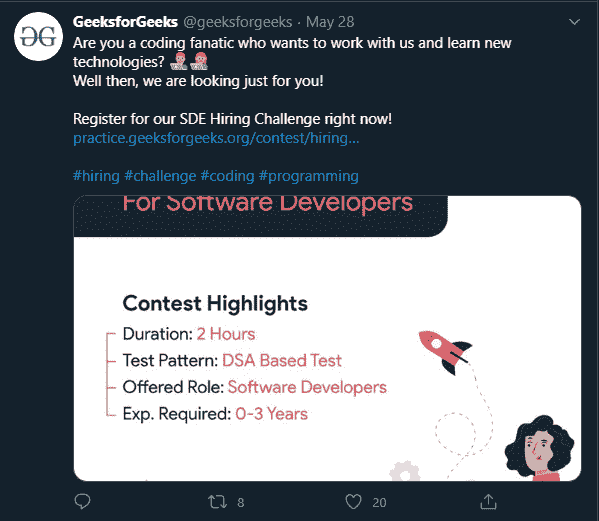 GeeksforGeeks @geeksforgeeks · May 28
Are you a coding fanatic who wants to work with us and learn new
technologies? 👨‍💻👨‍💻
Well then, we are looking just for you!
Register for our SDE Hiring Challenge right now!
practice.geeksforgeeks.org/contest/hiring...
#hiring #challenge #coding #programming
For Software Developers
Contest Highlights
Duration: 2 Hours
Test Pattern: DSA Based Test
Offered Role: Software Developers
Exp. Required: 0-3 Years
8 20